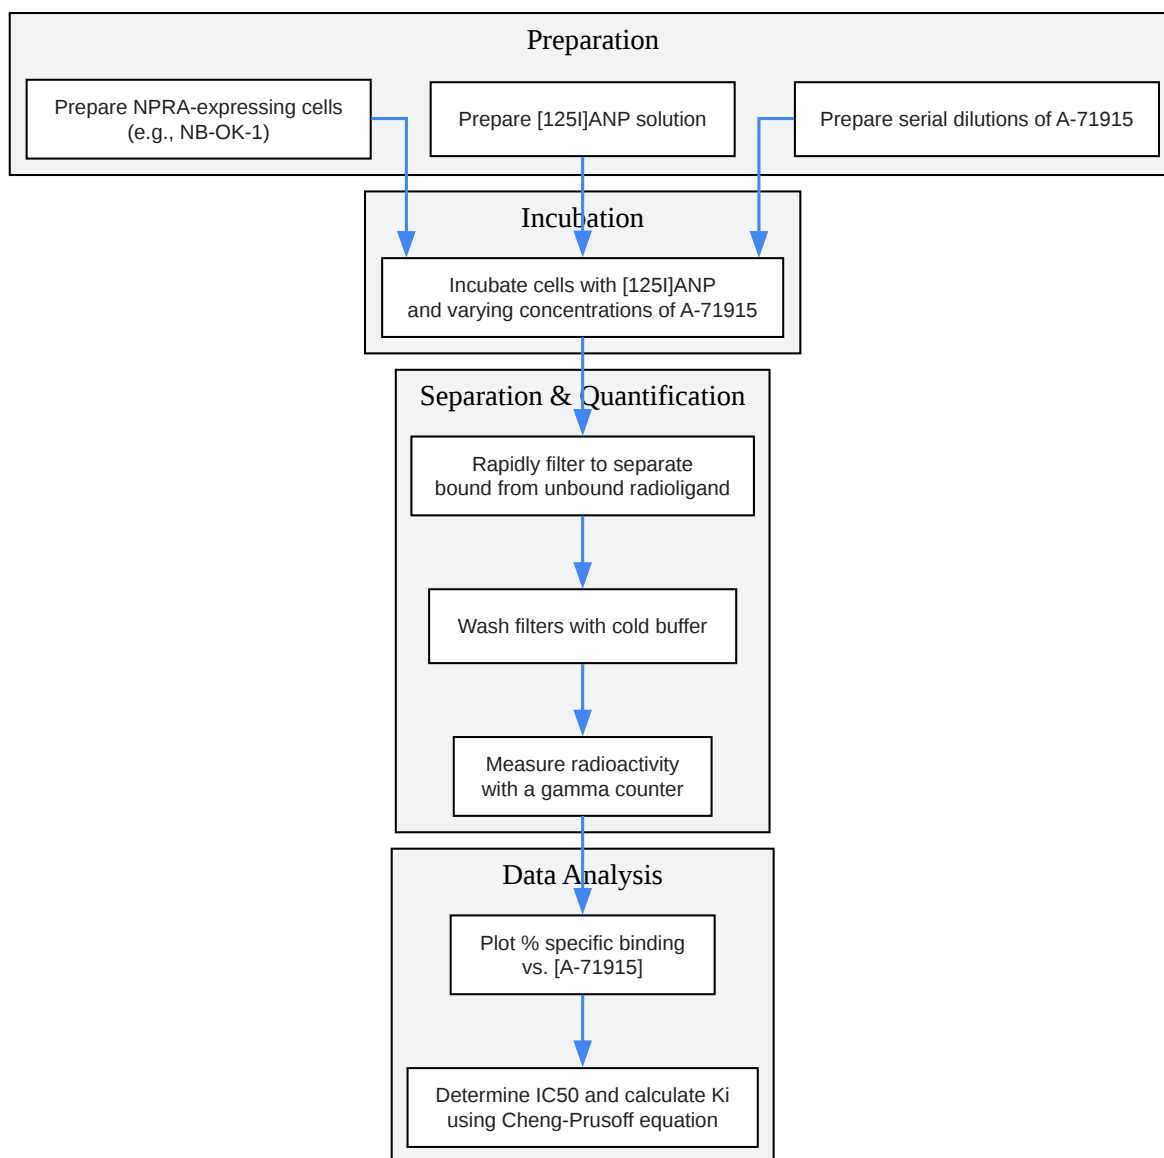 Preparation
Prepare NPRA-expressing cells
(e.g., NB-OK-1)
Prepare [125I]ANP solution
Prepare serial dilutions of A-71915
Incubation
Incubate cells with [125I]ANP
and varying concentrations of A-71915
Separation & Quantification
Rapidly filter to separate
bound from unbound radioligand
Wash filters with cold buffer
Measure radioactivity
with a gamma counter
Data Analysis
Plot % specific binding
vs. [A-71915]
Determine IC50 and calculate Ki
using Cheng-Prusoff equation